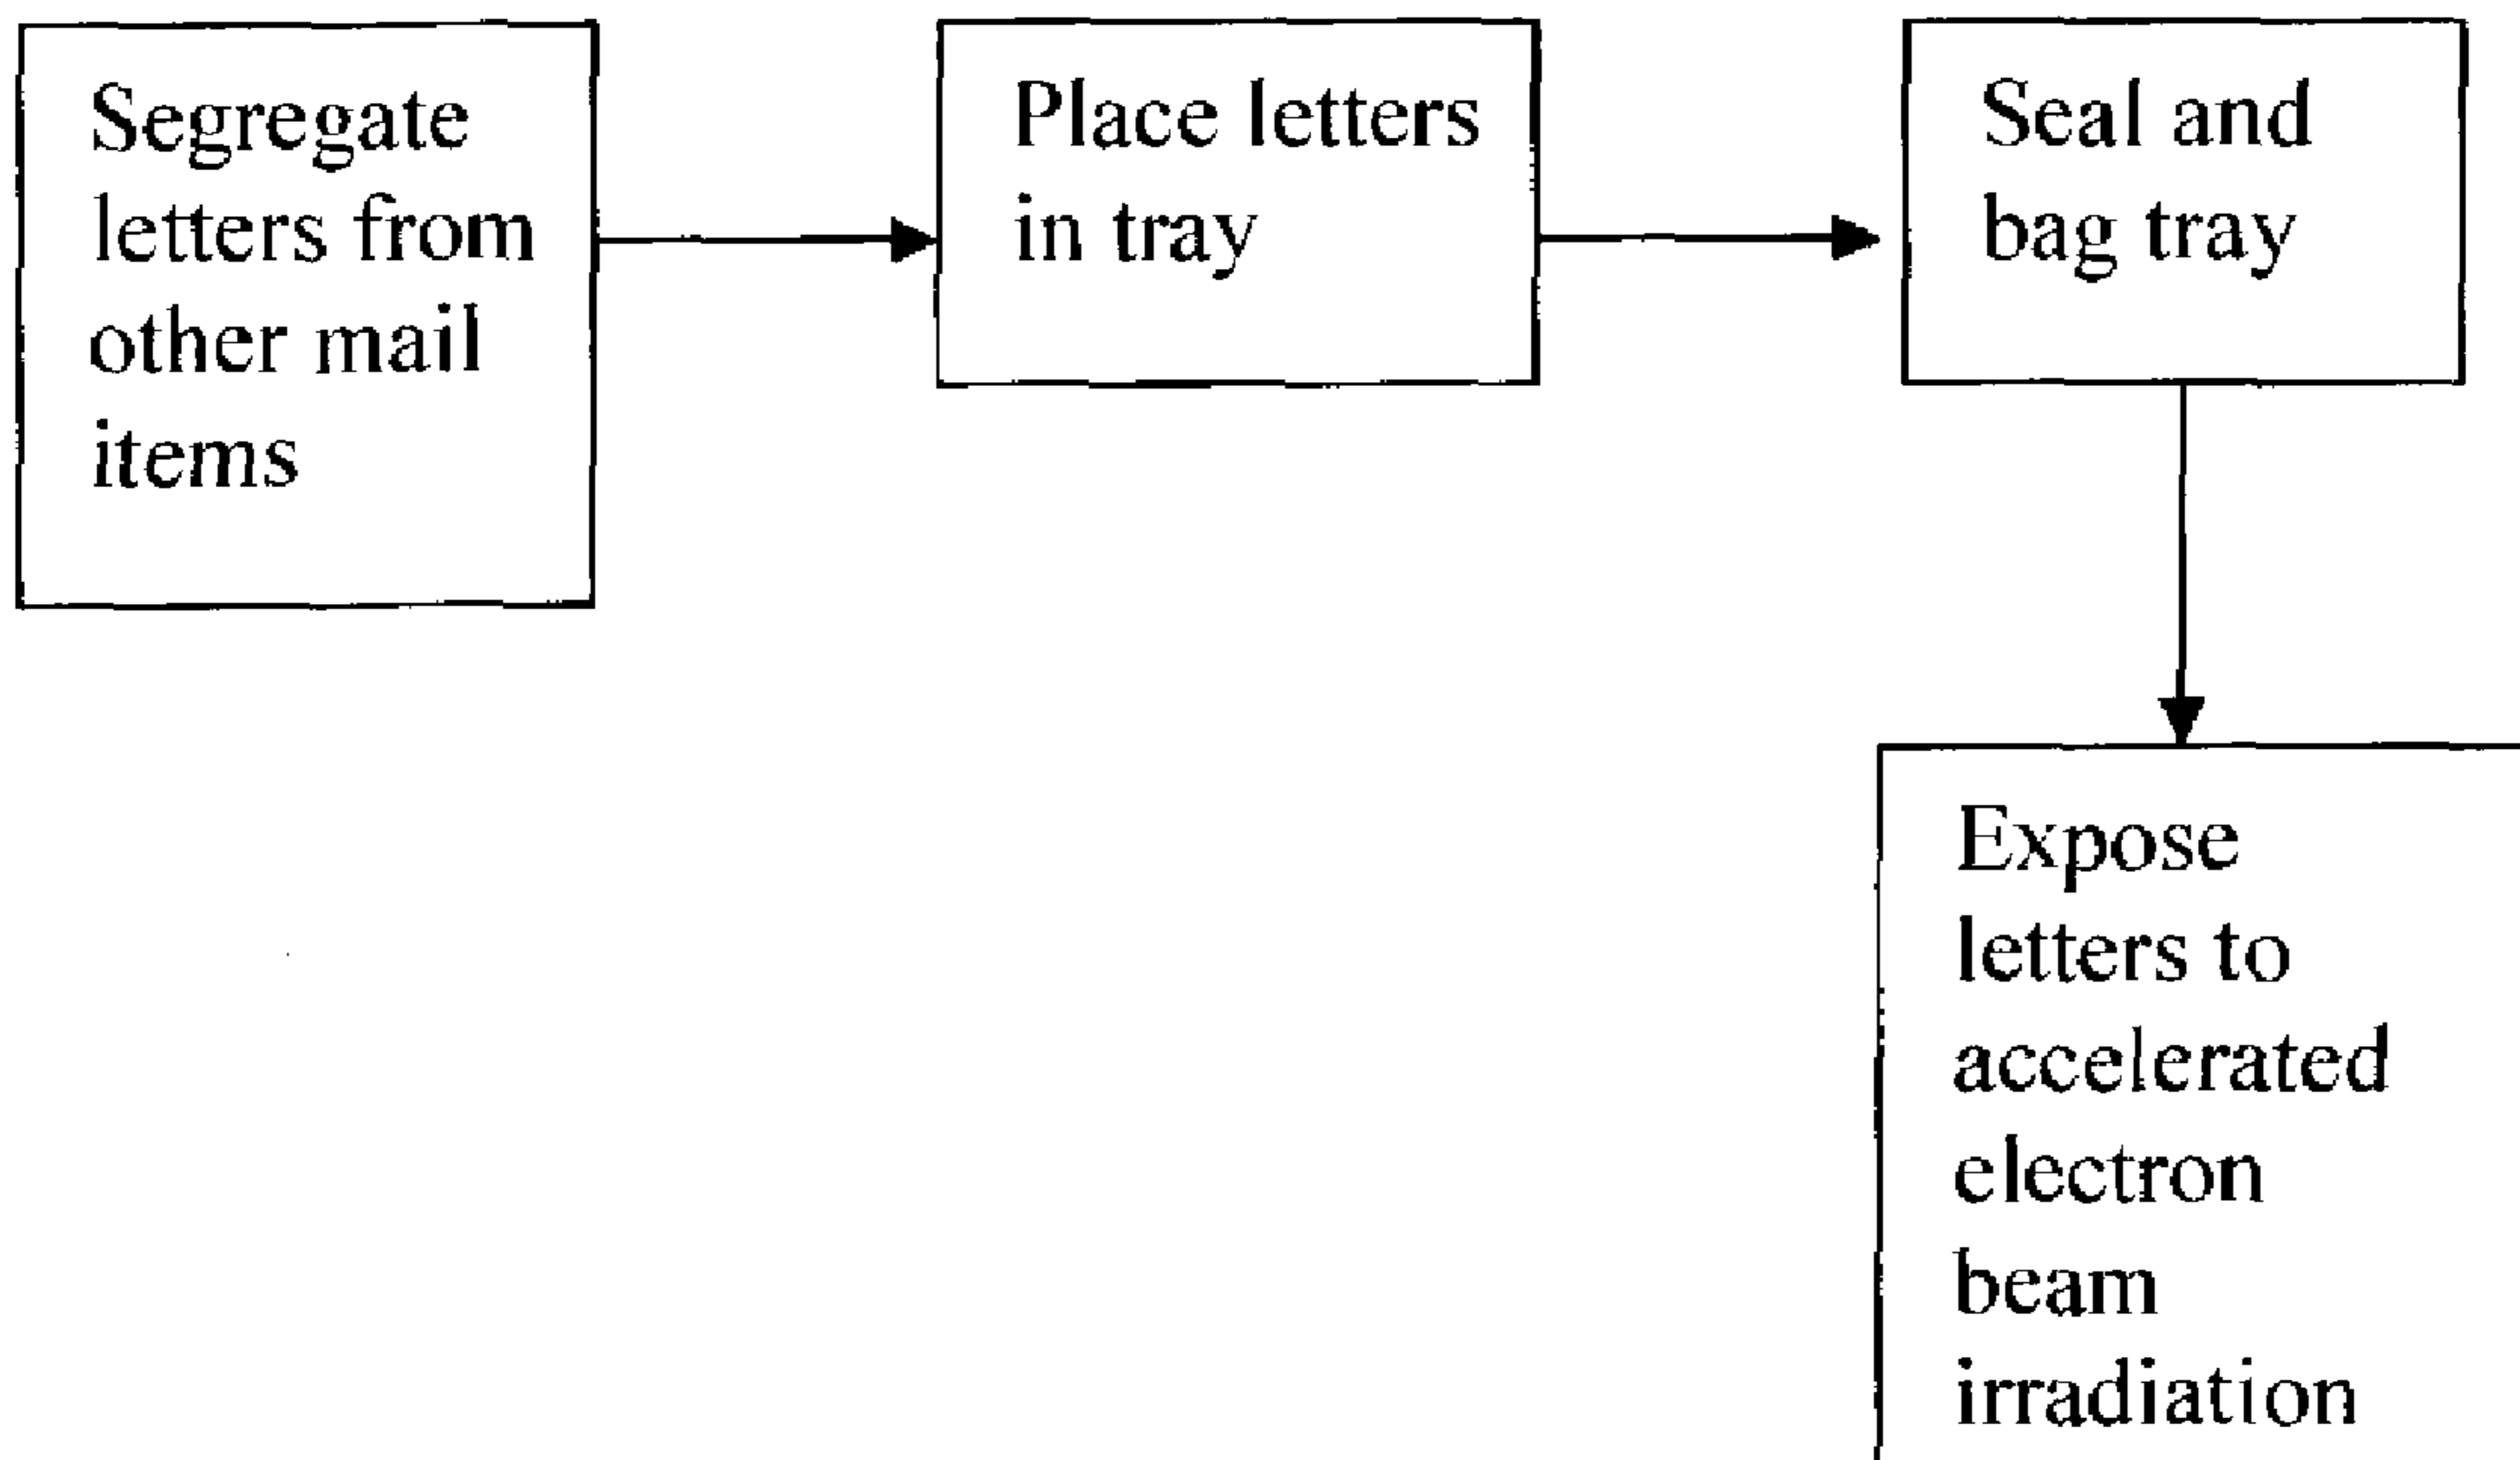 Segregate
letters from
other mail
items
Place letters
in tray
Seal and
bag tray
Expose
letters to
accelerated
electron
beam
irradiation